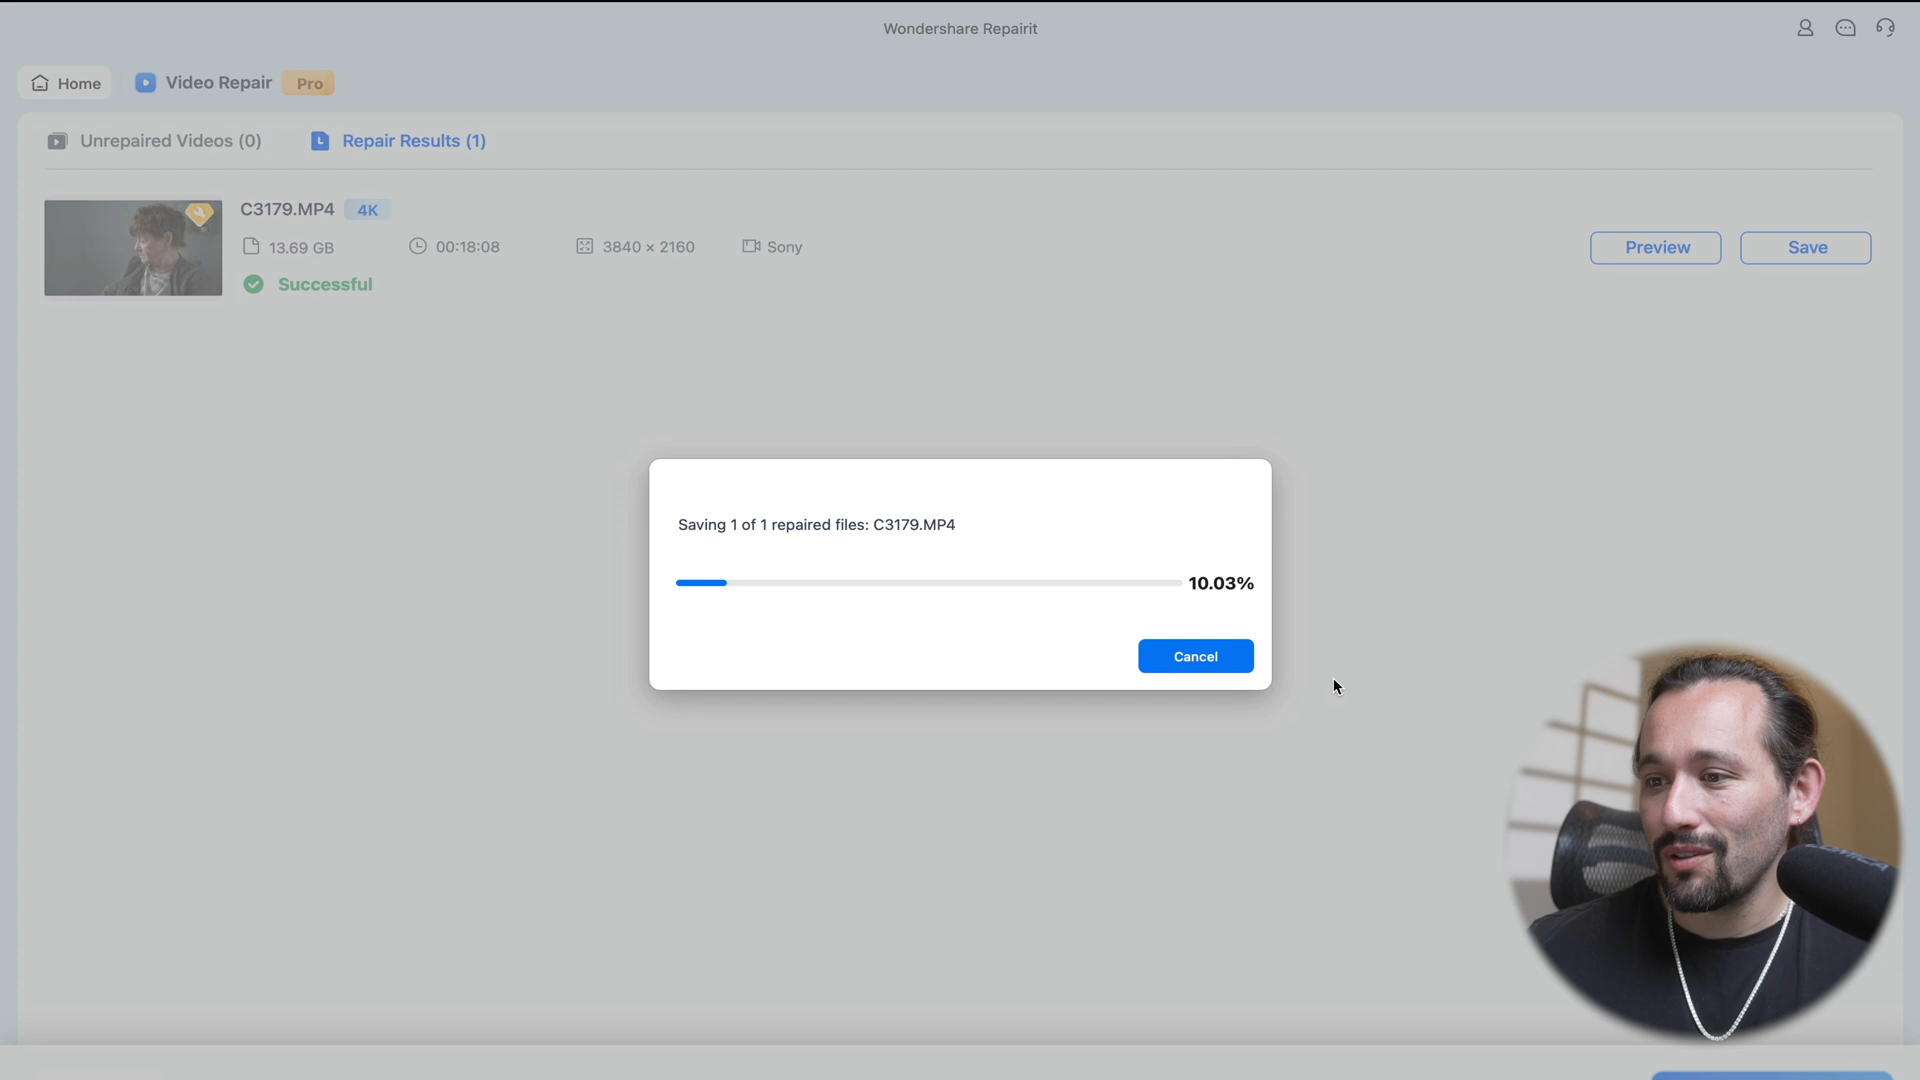 Wondershare Repairit
Home
Video Repair Pro
Unrepaired Videos (0)
Repair Results (1)
C3179.MP4 4K
13.69 GB
00:18:08
3840 × 2160
Sony
Preview
Save
Successful
Saving 1 of 1 repaired files: C3179.MP4
10.03%
Cancel